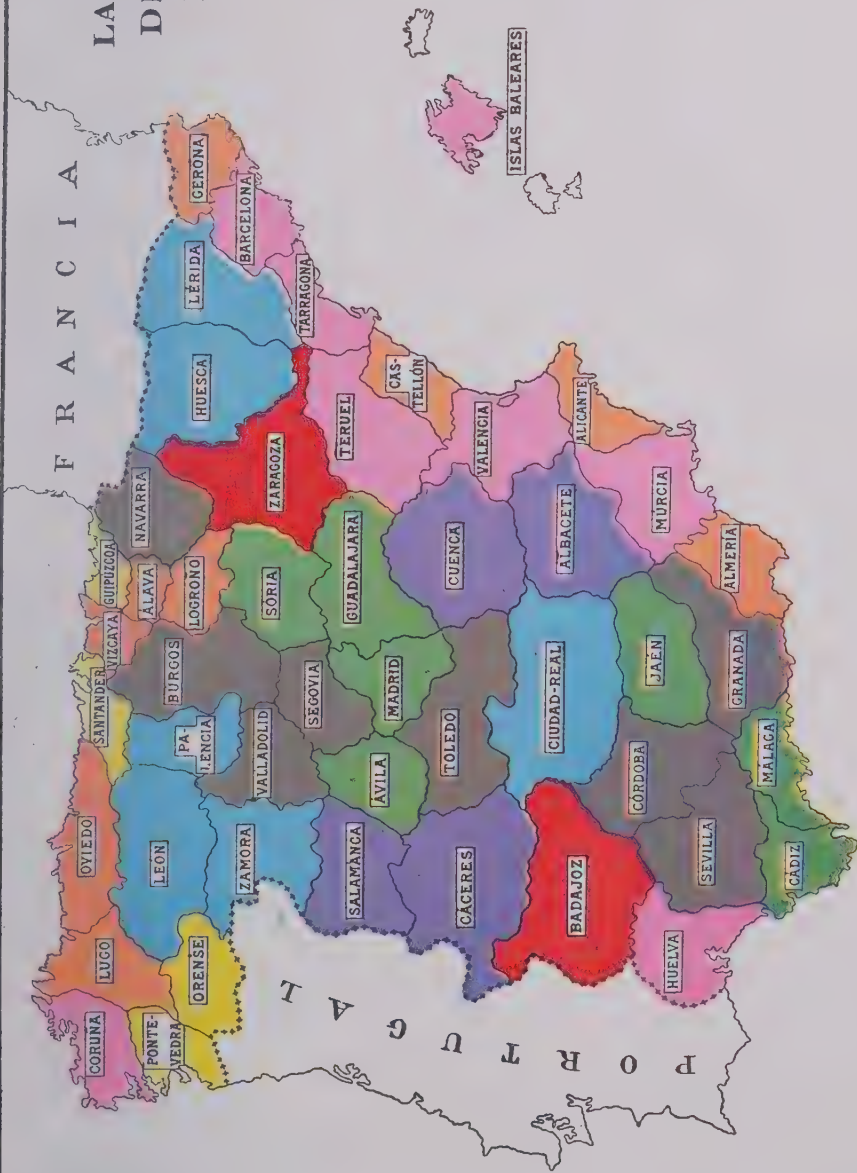 LA
FRANCIA
CORUÑA
LUGO
OVIEDO
SANTANDER
VIZCAYA
GUIPÚZCOA
ÁLAVA
NAVARRA
PONTE-
VEDRA
ORENSE
LEÓN
PA-
LENCIA
BURGOS
LOGROÑO
HUESCA
LÉRIDA
GERONA
BARCELONA
ZAMORA
VALLADOLID
SORIA
ZARAGOZA
TARRAGONA
SALAMANCA
ÁVILA
SEGOVIA
MADRID
GUADALAJARA
TERUEL
CAS-
TELLÓN
PORTUGAL
CÁCERES
TOLEDO
CUENCA
VALENCIA
ISLAS BALEARES
BADAJOZ
CIUDAD-REAL
ALBACETE
ALICANTE
HUELVA
SEVILLA
CÓRDOBA
JAÉN
MURCIA
CÁDIZ
MÁLAGA
GRANADA
ALMERÍA